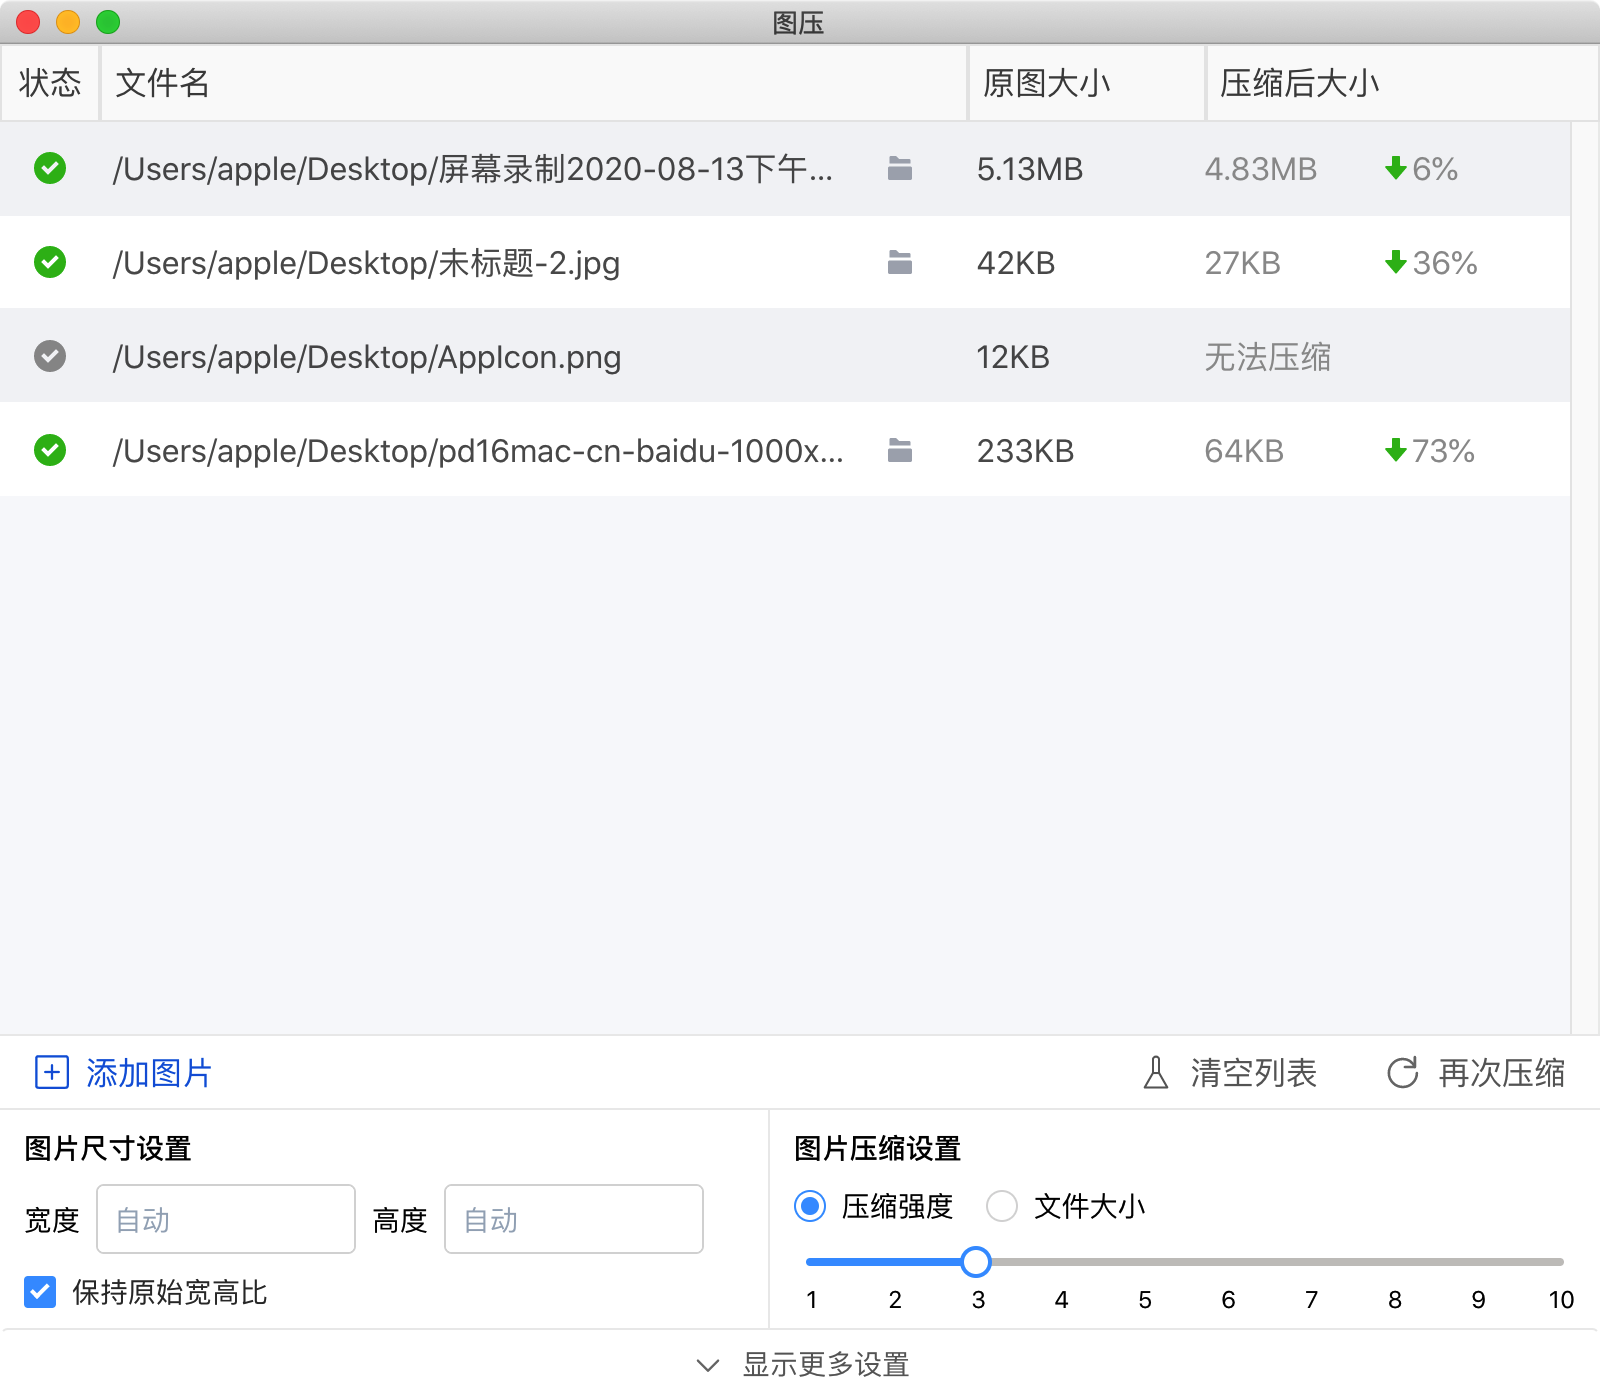 图压
状态 文件名 原图大小 压缩后大小
/Users/apple/Desktop/屏幕录制2020-08-13下午... 5.13MB 4.83MB 6%
/Users/apple/Desktop/未标题-2.jpg 42KB 27KB 36%
/Users/apple/Desktop/AppIcon.png 12KB 无法压缩
/Users/apple/Desktop/pd16mac-cn-baidu-1000x... 233KB 64KB 73%
添加图片 清空列表 再次压缩
图片尺寸设置 图片压缩设置
宽度 自动 高度 自动 压缩强度 文件大小
保持原始宽高比 1 2 3 4 5 6 7 8 9 10
显示更多设置